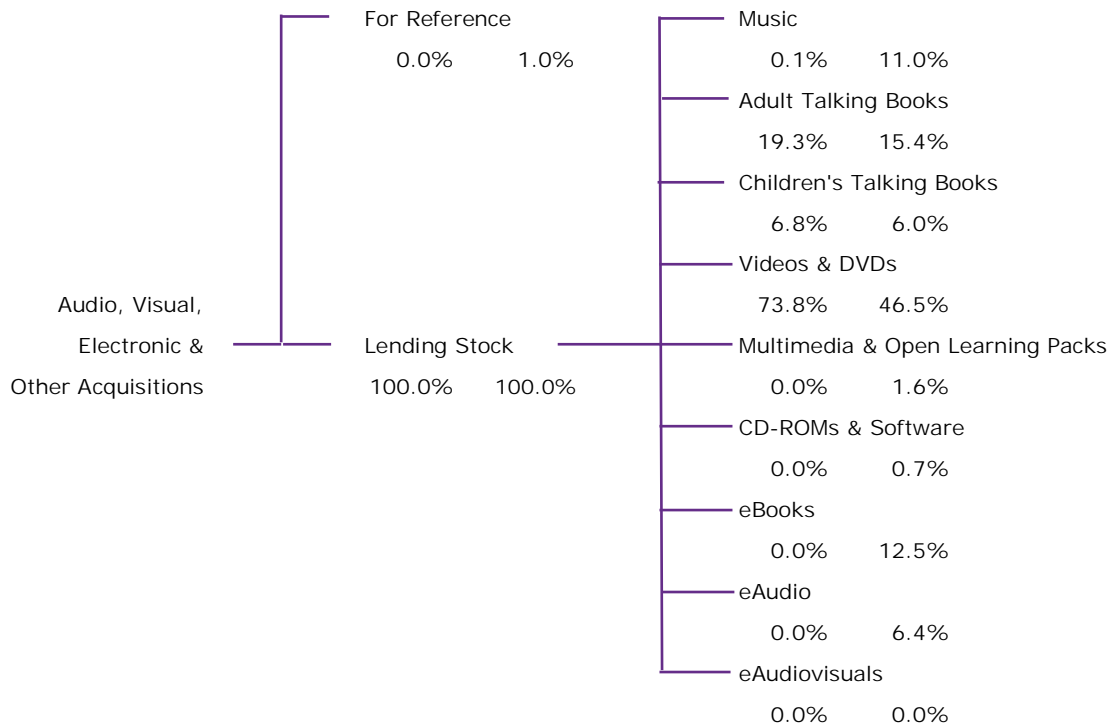 For Reference
0.0% 1.0%
Audio, Visual,
Electronic &
Other Acquisitions
Lending Stock
100.0% 100.0%
Music
0.1% 11.0%
Adult Talking Books
19.3% 15.4%
Children's Talking Books
6.8% 6.0%
Videos & DVDs
73.8% 46.5%
Multimedia & Open Learning Packs
0.0% 1.6%
CD-ROMs & Software
0.0% 0.7%
eBooks
0.0% 12.5%
eAudio
0.0% 6.4%
eAudiovisuals
0.0% 0.0%